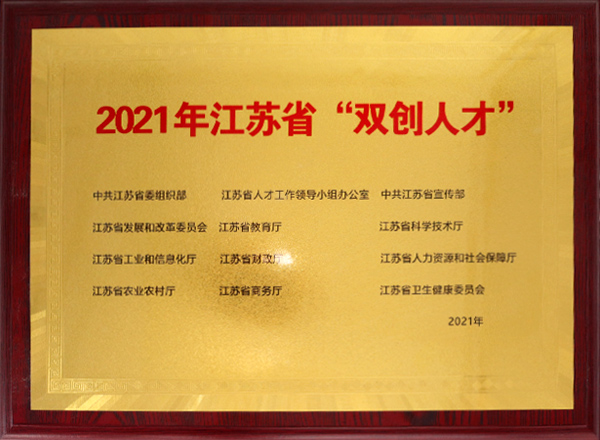 2021年江苏省“双创人才”
中共江苏省委组织部 江苏省人才工作领导小组办公室 中共江苏省宣传部
江苏省发展和改革委员会 江苏省教育厅 江苏省科学技术厅
江苏省工业和信息化厅 江苏省财政厅 江苏省人力资源和社会保障厅
江苏省农业农村厅 江苏省商务厅 江苏省卫生健康委员会
2021年